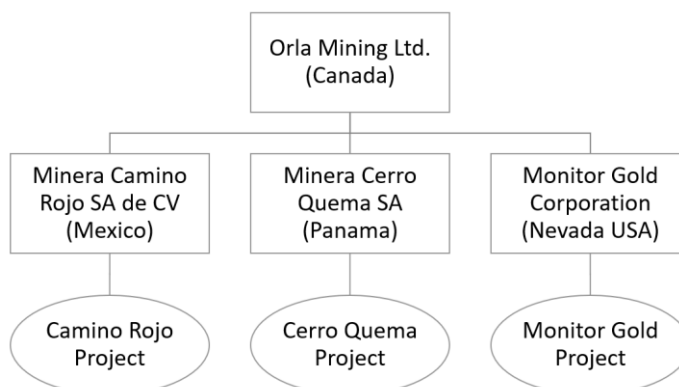 Orla Mining Ltd.
(Canada)
Minera Camino
Rojo SA de CV
(Mexico)
Minera Cerro
Quema SA
(Panama)
Monitor Gold
Corporation
(Nevada USA)
Camino Rojo
Project
Cerro Quema
Project
Monitor Gold
Project